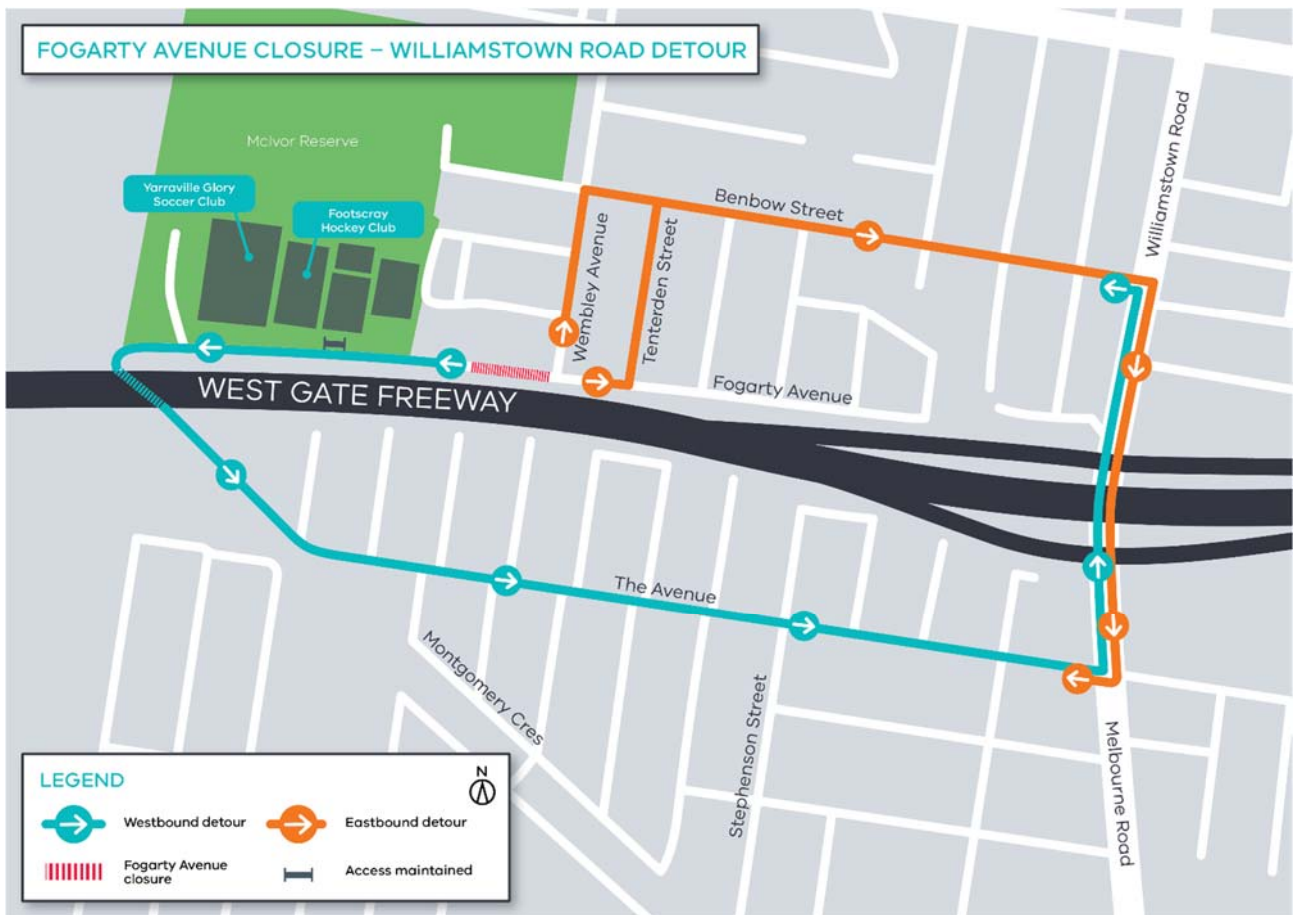 FOGARTY AVENUE CLOSURE – WILLIAMSTOWN ROAD DETOUR
McIvor Reserve
Yarraville Glory
Soccer Club
Footscray
Hockey Club
Williamstown Road
Benbow Street
Wembley Avenue
Tenterden Street
Fogarty Avenue
WEST GATE FREEWAY
The Avenue
Montgomery Cres
Stephenson Street
Melbourne Road
LEGEND
N
Westbound detour
Eastbound detour
Fogarty Avenue
closure
Access maintained